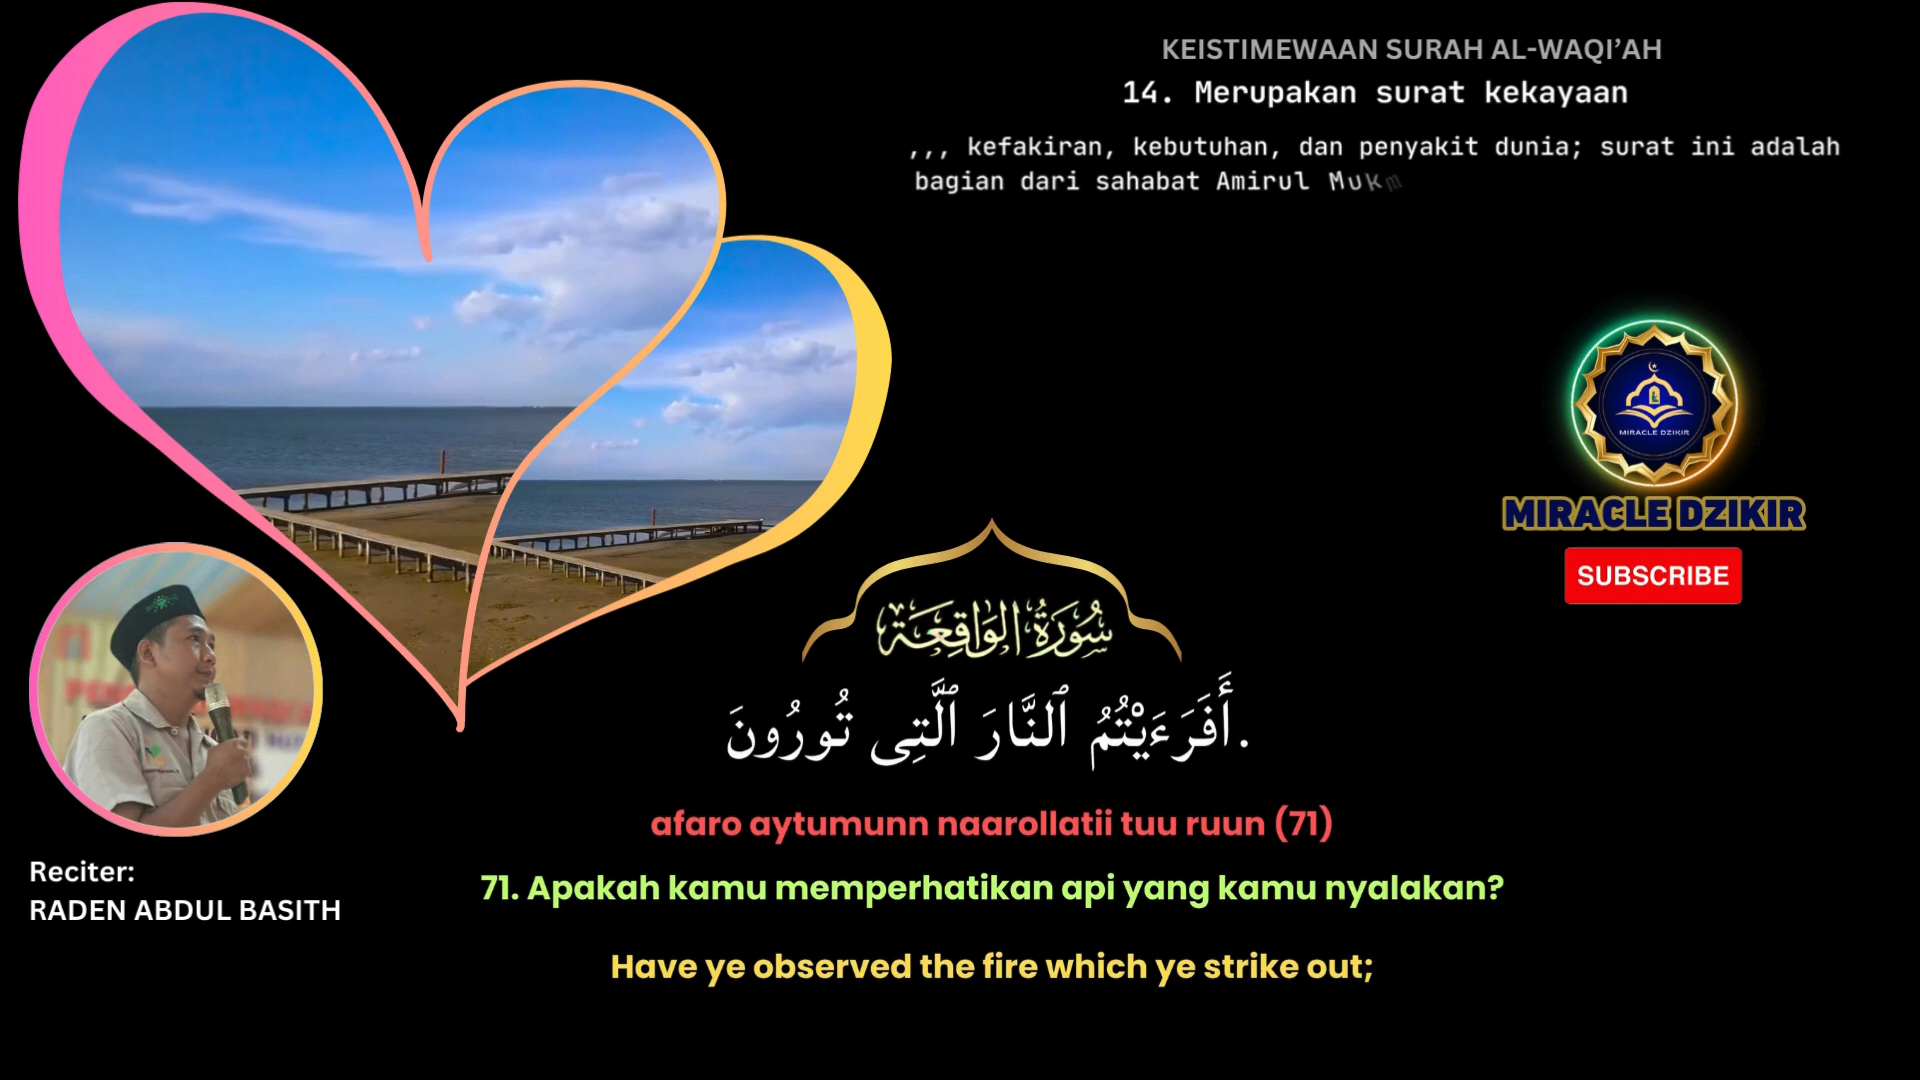 KEISTIMEWAAN SURAH AL-WAQI’AH
14. Merupakan surat kekayaan
,,, kefakiran, kebutuhan, dan penyakit dunia; surat ini adalah
bagian dari sahabat Amirul Mukm
MIRACLE DZIKIR
MIRACLE DZIKIR
SUBSCRIBE
سُورَةُ الوَاقِعَة
أَفَرَءَيْتُمُ ٱلنَّارَ ٱلَّتِى تُورُونَ.
afaro aytumunn naarollatii tuu ruun (71)
71. Apakah kamu memperhatikan api yang kamu nyalakan?
Have ye observed the fire which ye strike out;
Reciter:
RADEN ABDUL BASITH